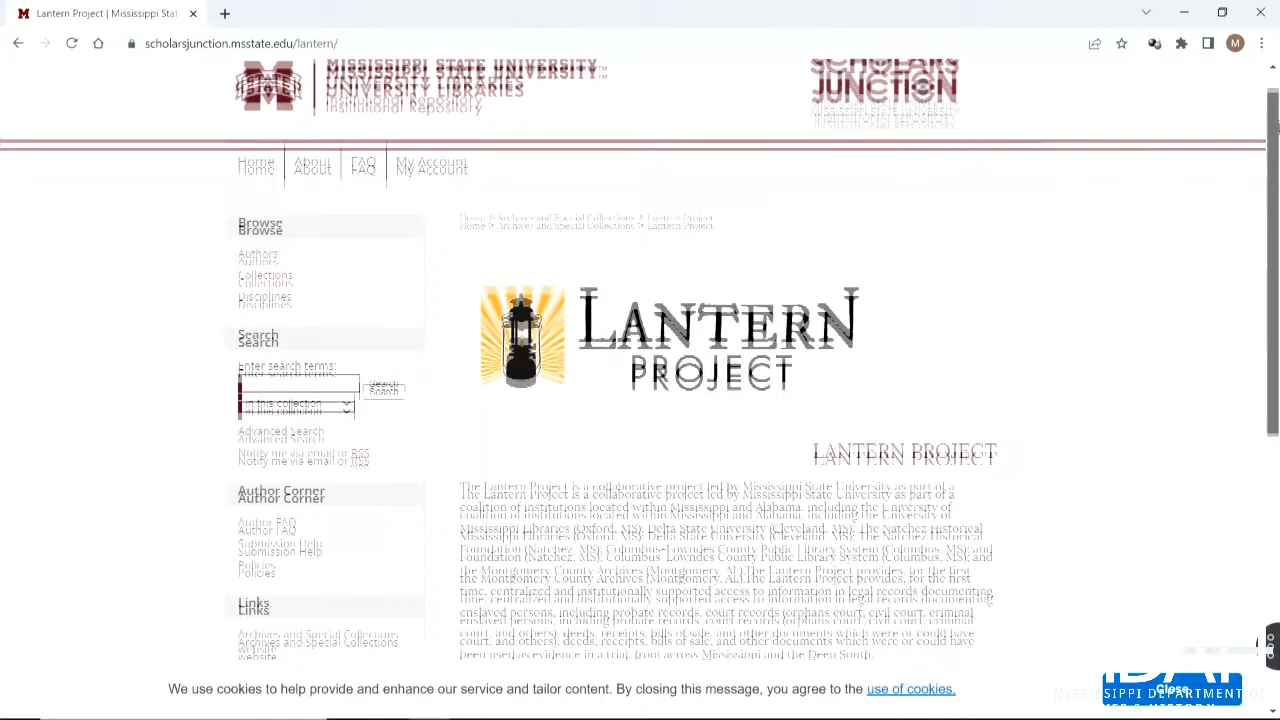 Lantern Project | Mississippi Stat
scholarsjunction.msstate.edu/lantern/
M
MISSISSIPPI STATE UNIVERSITY™
UNIVERSITY LIBRARIES
Institutional Repository
SCHOLARS
JUNCTION
MISSISSIPPI STATE UNIVERSITY
INSTITUTIONAL REPOSITORY
Home
About
FAQ
My Account
Browse
Authors
Collections
Disciplines
Search
Enter search terms:
Search
in this collection
Advanced Search
Notify me via email or RSS
Author Corner
Author FAQ
Submission Help
Policies
Links
Archives and Special Collections
website
Home > Archives and Special Collections > Lantern Project
LANTERN
PROJECT
LANTERN PROJECT
The Lantern Project is a collaborative project led by Mississippi State University as part of a
coalition of institutions located within Mississippi and Alabama, including the University of
Mississippi Libraries (Oxford, MS); Delta State University (Cleveland, MS); The Natchez Historical
Foundation (Natchez, MS); Columbus-Lowndes County Public Library System (Columbus, MS); and
the Montgomery County Archives (Montgomery, AL).The Lantern Project provides, for the first
time, centralized and institutionally supported access to information in legal records documenting
enslaved persons, including probate records, court records (orphans court, civil court, criminal
court, and others), deeds, receipts, bills of sale, and other documents which were or could have
been used as evidence in a trial, from across Mississippi and the Deep South.
We use cookies to help provide and enhance our service and tailor content. By closing this message, you agree to the use of cookies.
Close
MISSISSIPPI DEPARTMENT OF